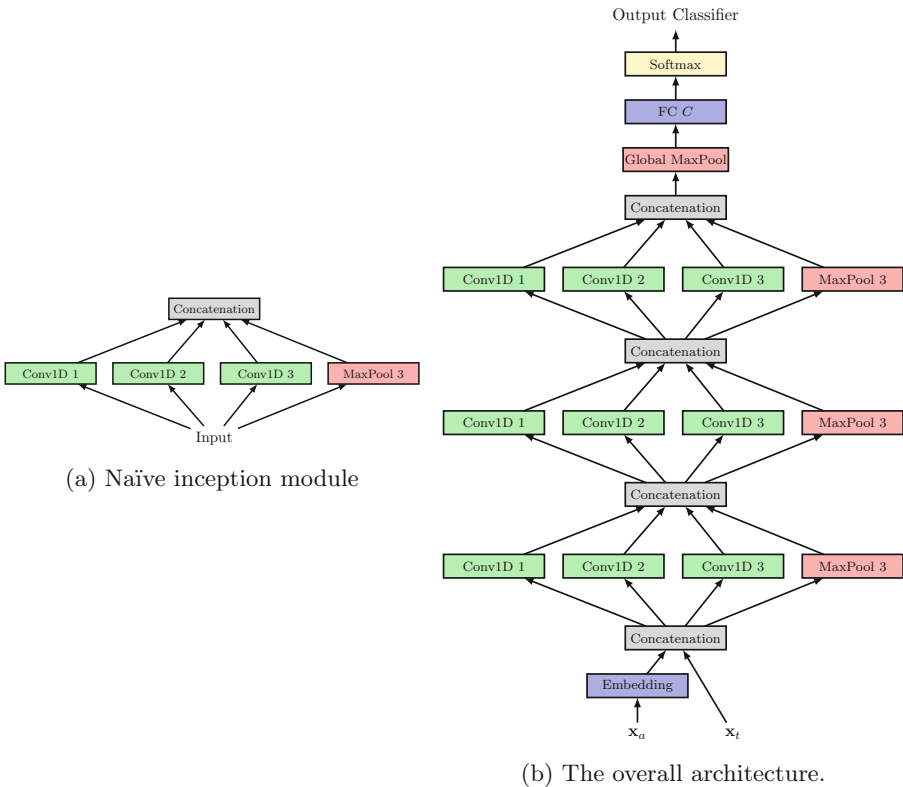 Output Classifier
Softmax
FC C
Global MaxPool
Concatenation
Conv1D 1 Conv1D 2 Conv1D 3 MaxPool 3
Concatenation
Conv1D 1 Conv1D 2 Conv1D 3 MaxPool 3
Concatenation
Conv1D 1 Conv1D 2 Conv1D 3 MaxPool 3
Concatenation
Embedding
x_a x_t
(b) The overall architecture.
Concatenation
Conv1D 1 Conv1D 2 Conv1D 3 MaxPool 3
Input
(a) Naïve inception module